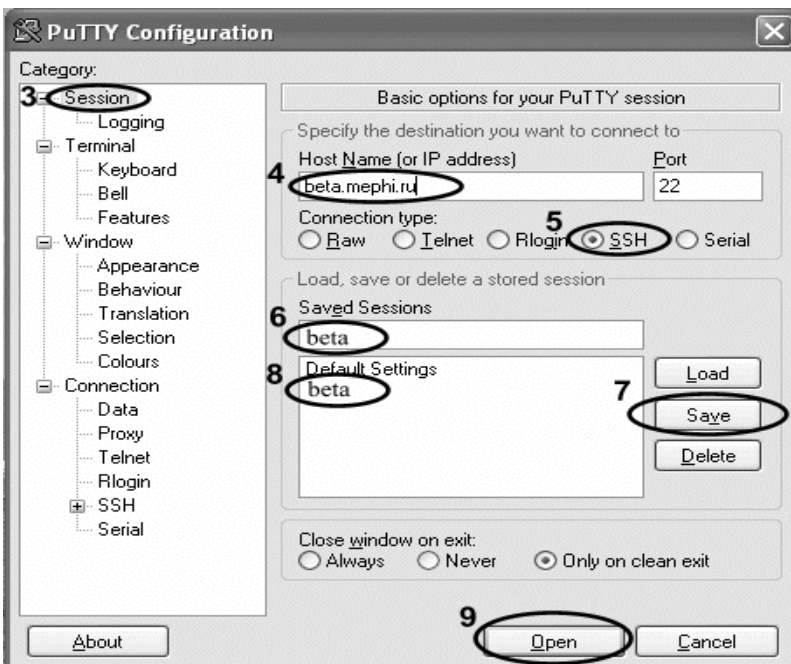 PuTTY Configuration
Category:
3 Session
Logging
Terminal
Keyboard
Bell
Features
Window
Appearance
Behaviour
Translation
Selection
Colours
Connection
Data
Proxy
Telnet
Rlogin
SSH
Serial
Basic options for your PuTTY session
Specify the destination you want to connect to
Host Name (or IP address) Port
4 beta.mephi.ru 22
Connection type: 5
Raw Telnet Rlogin SSH Serial
Load, save or delete a stored session
Saved Sessions
6 beta
Default Settings Load
8 beta
7 Save
Delete
Close window on exit:
Always Never Only on clean exit
9
About Open Cancel